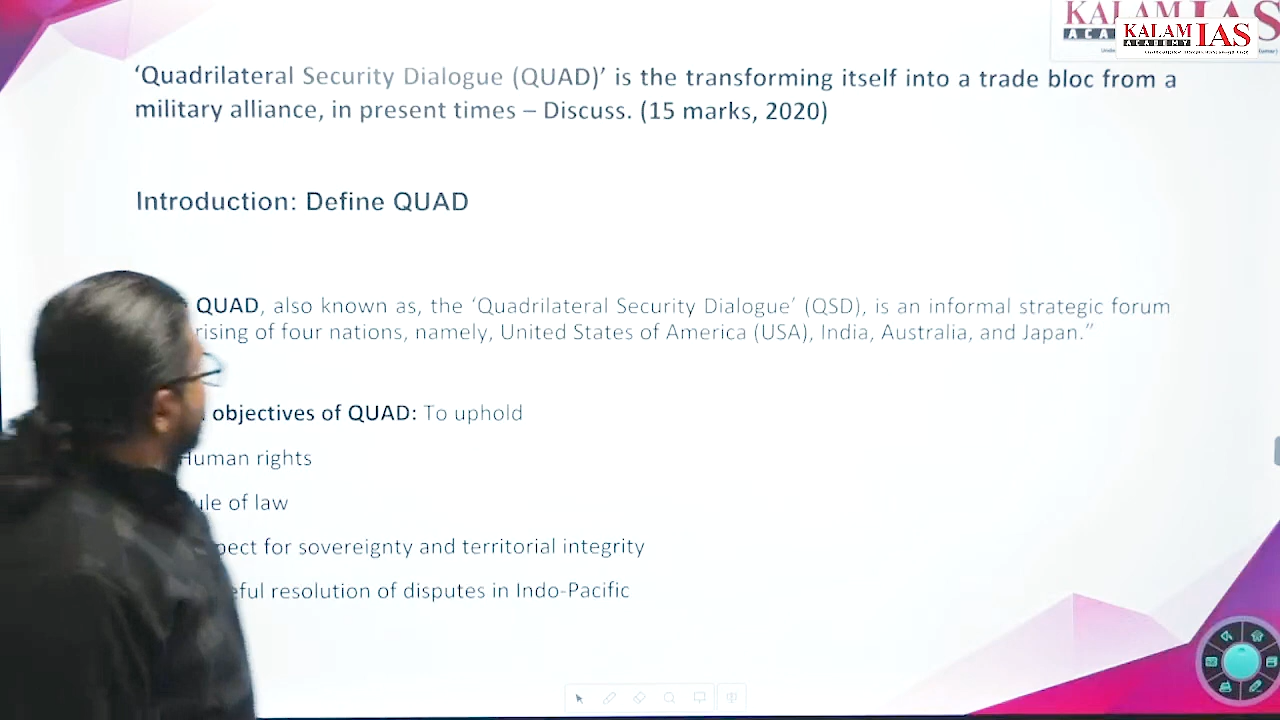 KALAM IAS
ACADEMY
‘Quadrilateral Security Dialogue (QUAD)’ is the transforming itself into a trade bloc from a
military alliance, in present times – Discuss. (15 marks, 2020)
Introduction: Define QUAD
QUAD, also known as, the ‘Quadrilateral Security Dialogue’ (QSD), is an informal strategic forum
rising of four nations, namely, United States of America (USA), India, Australia, and Japan.”
objectives of QUAD: To uphold
Human rights
ule of law
pect for sovereignty and territorial integrity
eful resolution of disputes in Indo-Pacific